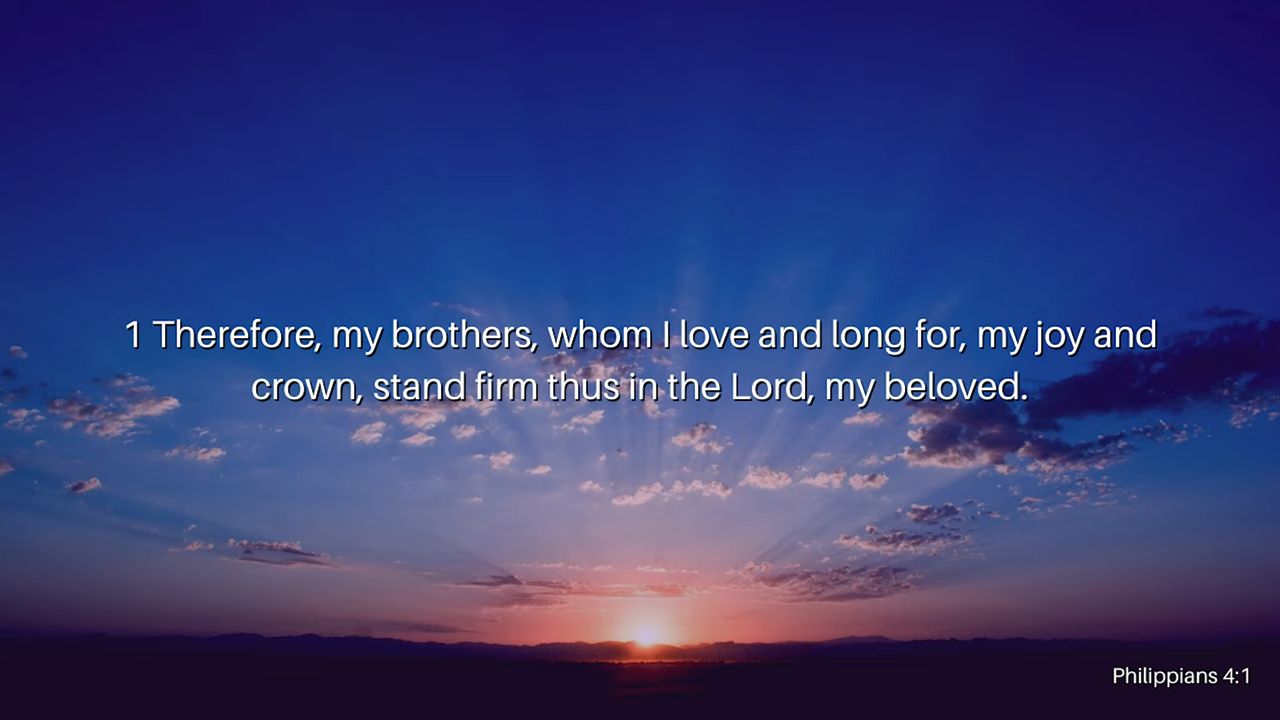 1 Therefore, my brothers, whom I love and long for, my joy and
crown, stand firm thus in the Lord, my beloved.
Philippians 4:1